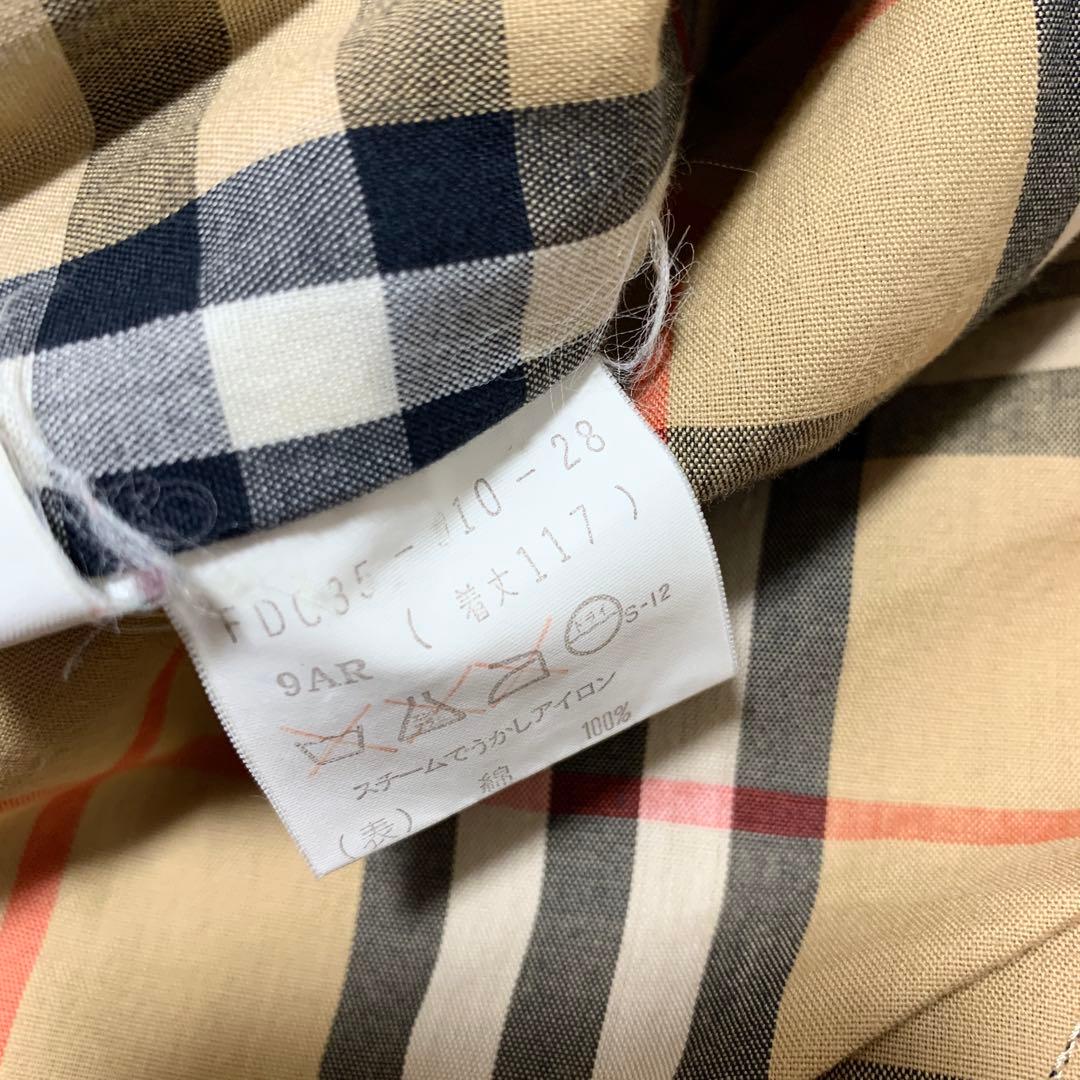 FDC35-010-28
(着丈117)
9AR
ドライ
S-12
スチームでうかしアイロン
(表) 綿 100%